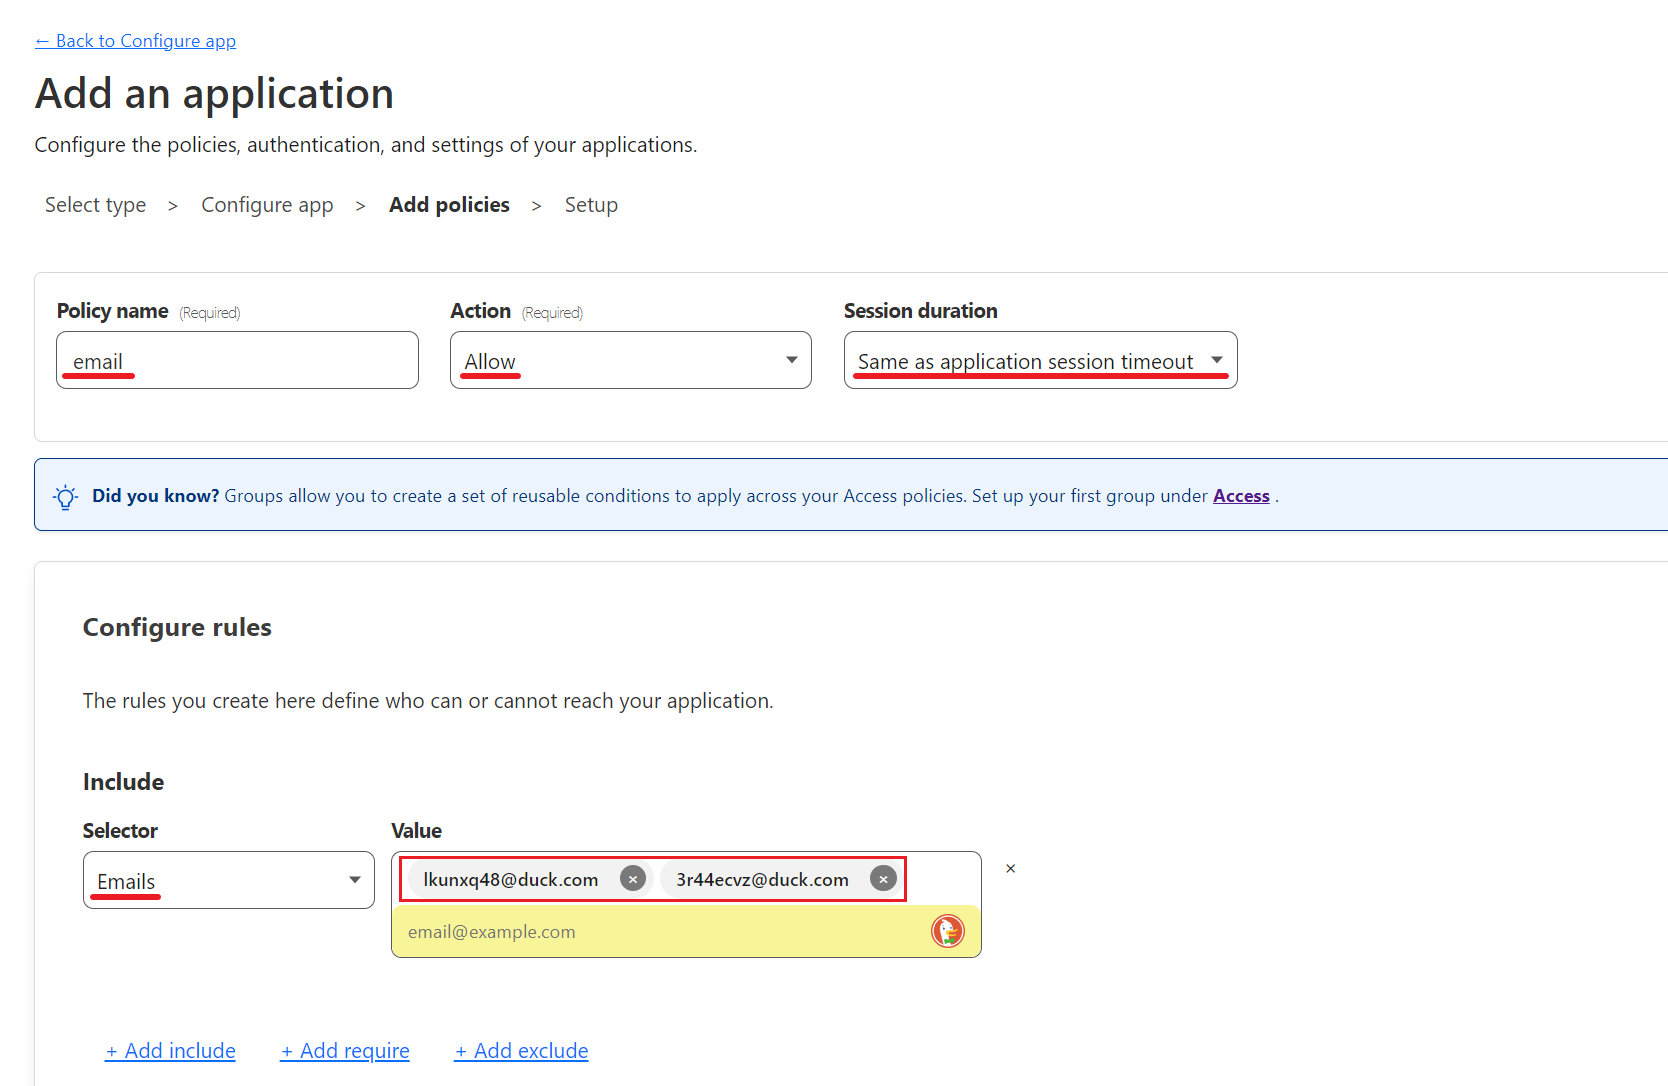 ← Back to Configure app
Add an application
Configure the policies, authentication, and settings of your applications.
Select type > Configure app > Add policies > Setup
Policy name (Required) Action (Required) Session duration
email Allow Same as application session timeout
Did you know? Groups allow you to create a set of reusable conditions to apply across your Access policies. Set up your first group under Access .
Configure rules
The rules you create here define who can or cannot reach your application.
Include
Selector Value
Emails lkunxq48@duck.com × 3r44ecvz@duck.com × ×
email@example.com
+ Add include + Add require + Add exclude